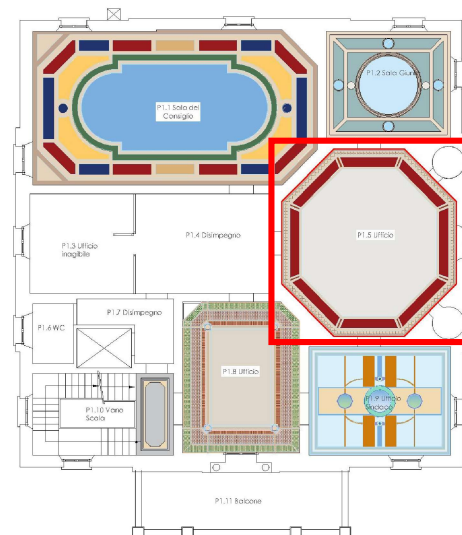 P1.1 Sala del
Consiglio
P1.2 Sala Giunta
P1.3 Ufficio
inagibile
P1.4 Disimpegno
P1.5 Ufficio
P1.6 WC
P1.7 Disimpegno
P1.8 Ufficio
P1.9 Ufficio
Sindaco
P1.10 Vano
Scala
P1.11 Balcone